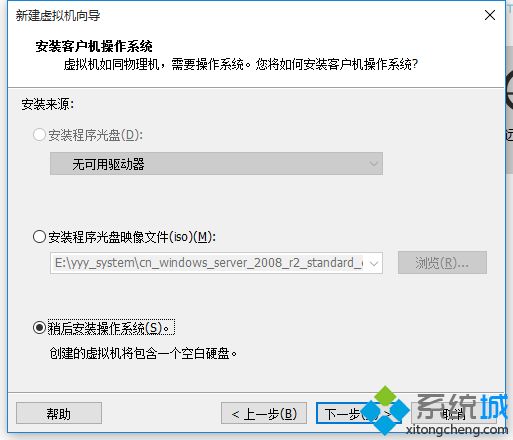 新建虚拟机向导
安装客户机操作系统
虚拟机如同物理机，需要操作系统。您将如何安装客户机操作系统?
安装来源:
安装程序光盘(D):
无可用驱动器
安装程序光盘映像文件(iso)(M):
E:\yyy_system\cn_windows_server_2008_r2_standard_
浏览(R)...
稍后安装操作系统(S)。
创建的虚拟机将包含一个空白硬盘。
帮助
< 上一步(B)
下一步( >
取消
系统城
xitongcheng.com